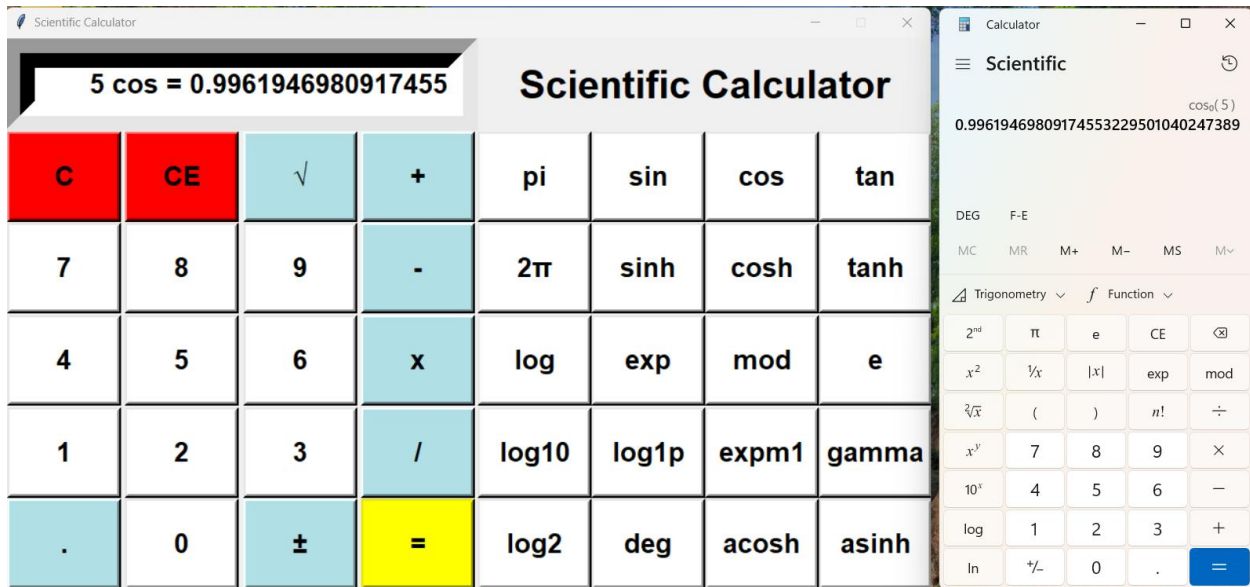 Scientific Calculator
5 cos = 0.9961946980917455
Scientific Calculator
C CE √ + pi sin cos tan
7 8 9 - 2π sinh cosh tanh
4 5 6 x log exp mod e
1 2 3 / log10 log1p expm1 gamma
. 0 ± = log2 deg acosh asinh
Calculator
Scientific
cos₀( 5 )
0.99619469809174553229501040247389
DEG F-E
MC MR M+ M− MS M
Trigonometry f Function
2ⁿᵈ π e CE
x² ¹/x |x| exp mod
²√x ( ) n! ÷
xʸ 7 8 9 ×
10ˣ 4 5 6 −
log 1 2 3 +
ln +/− 0 . =